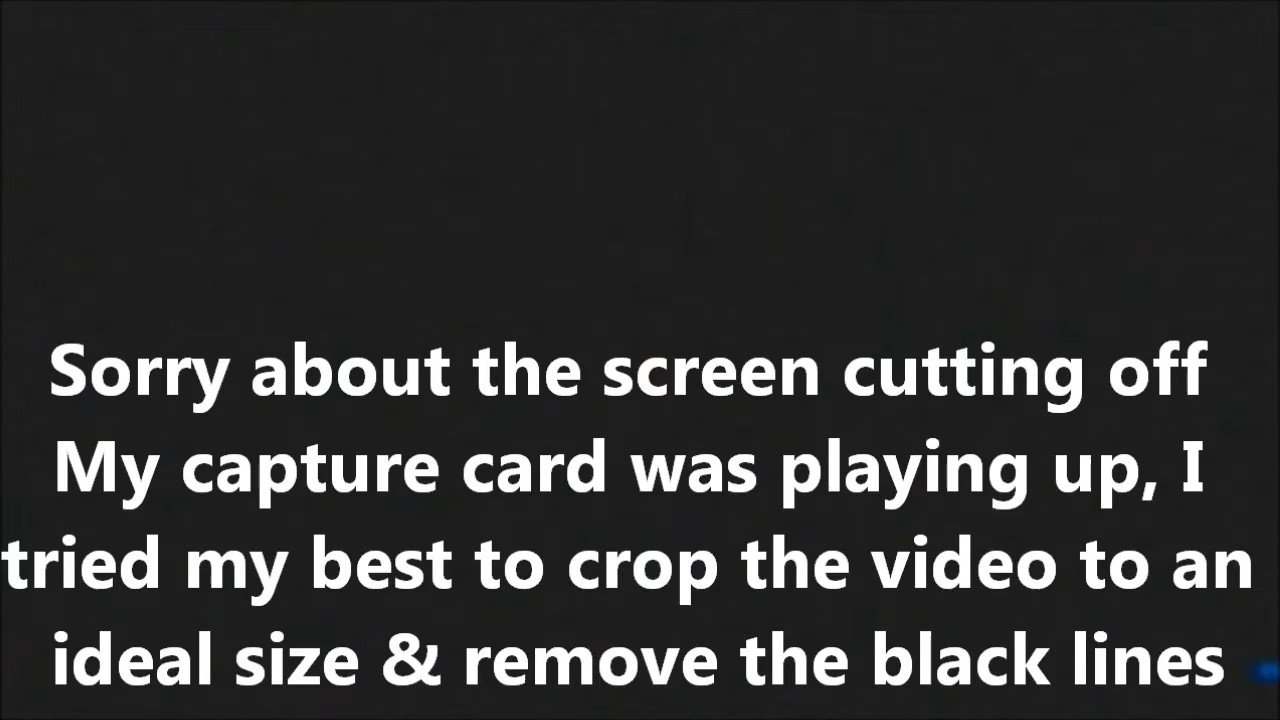 Sorry about the screen cutting off
My capture card was playing up, I
tried my best to crop the video to an
ideal size & remove the black lines